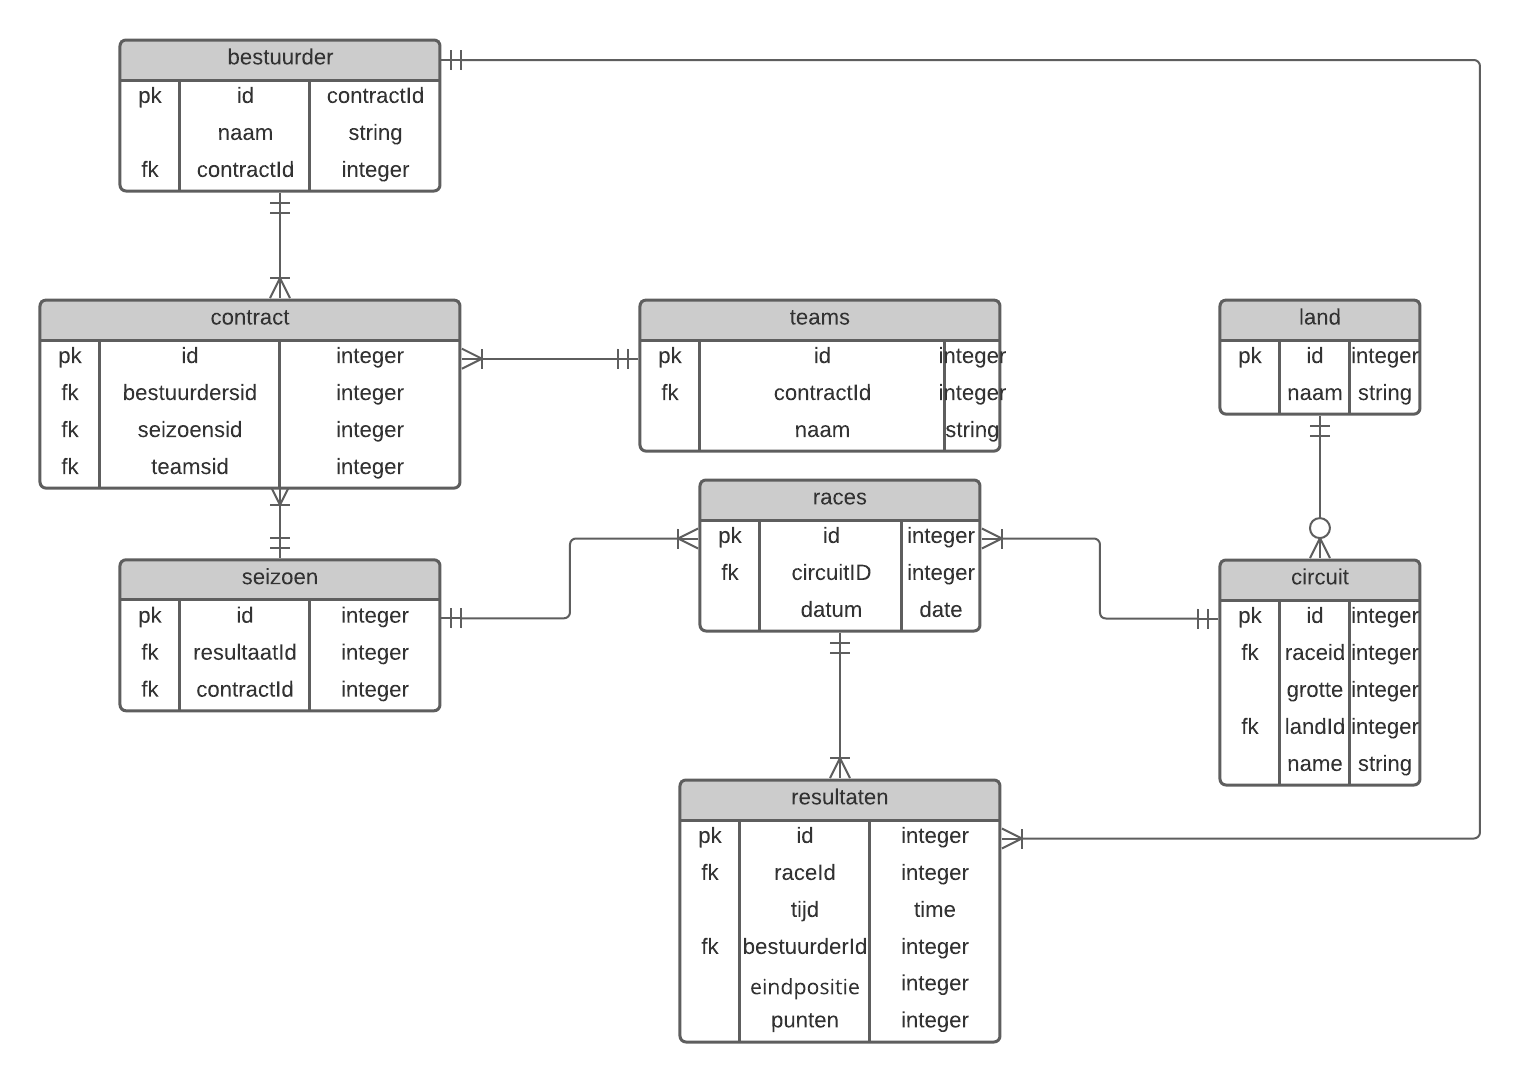 bestuurder
pk id contractId
naam string
fk contractId integer
contract
pk id integer
fk bestuurdersid integer
fk seizoensid integer
fk teamsid integer
teams
pk id integer
fk contractId integer
naam string
land
pk id integer
naam string
races
pk id integer
fk circuitID integer
datum date
seizoen
pk id integer
fk resultaatId integer
fk contractId integer
circuit
pk id integer
fk raceid integer
grotte integer
fk landId integer
name string
resultaten
pk id integer
fk raceId integer
tijd time
fk bestuurderId integer
eindpositie integer
punten integer